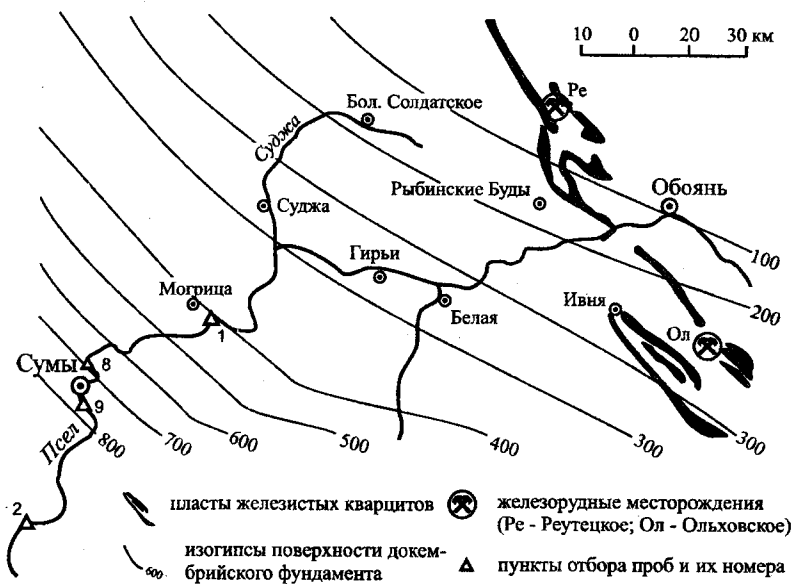 10 0 20 30 км
Ре
Бол. Солдатское
Суджа
Рыбинские Буды
Обоянь
Суджа
Гирьи
100
Могрица
Ивня
200
Белая
Ол
1
Сумы
8
9
Псел
800
700
600
500
400
300
300
2
пласты железистых кварцитов
железорудные месторождения
(Ре - Реутецкое; Ол - Ольховское)
600
изогипсы поверхности докем-
брийского фундамента
пункты отбора проб и их номера